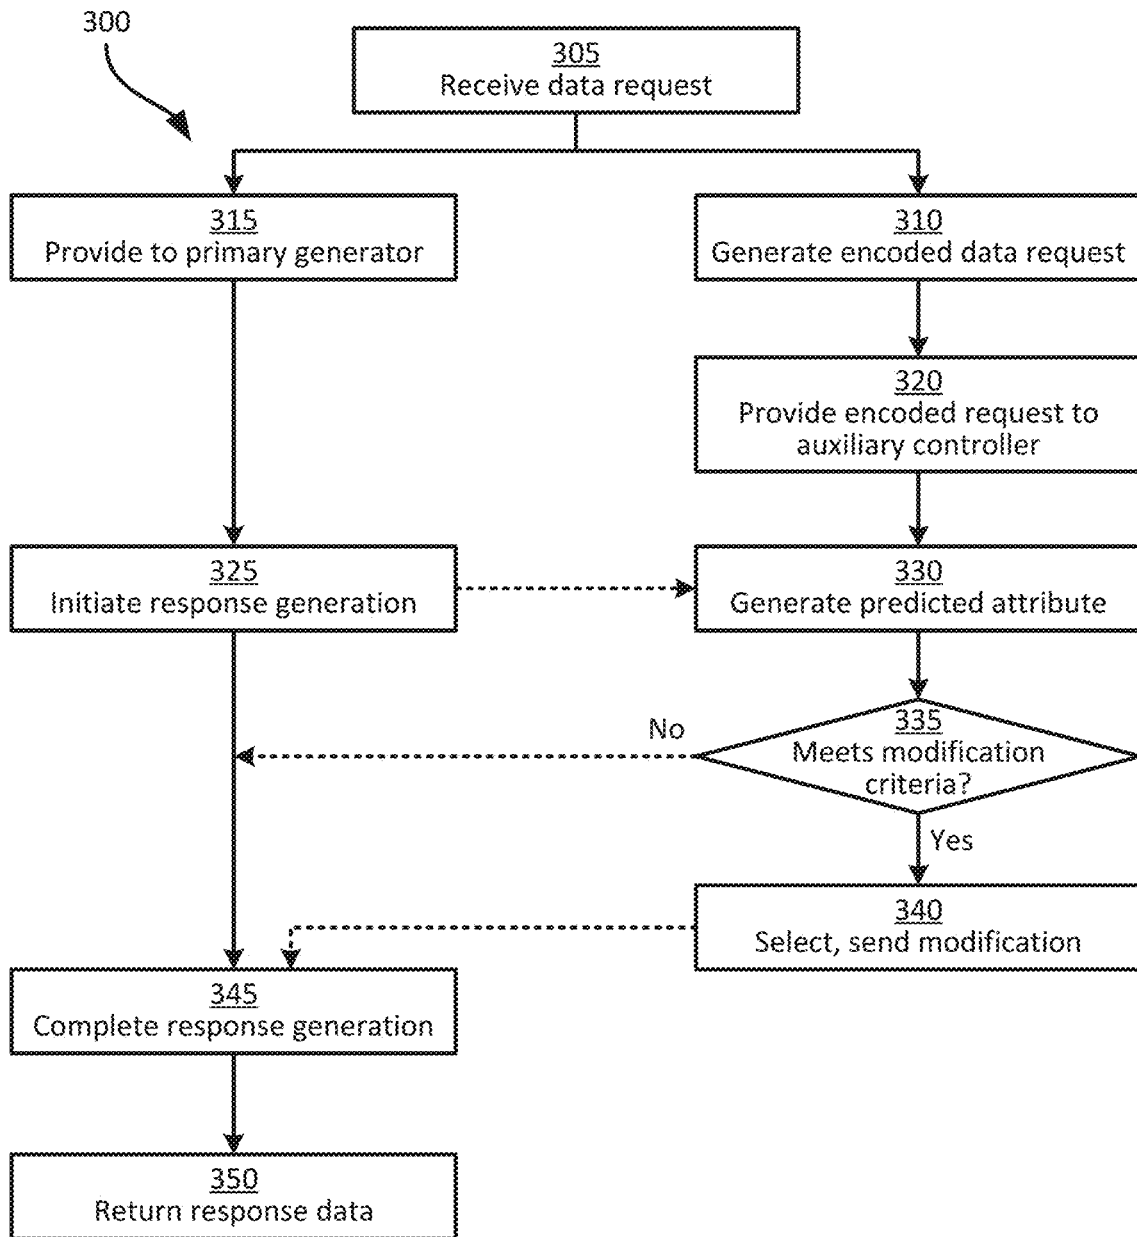 300
305
Receive data request
315
Provide to primary generator
310
Generate encoded data request
320
Provide encoded request to
auxiliary controller
325
Initiate response generation
330
Generate predicted attribute
335
Meets modification
criteria?
No
Yes
340
Select, send modification
345
Complete response generation
350
Return response data